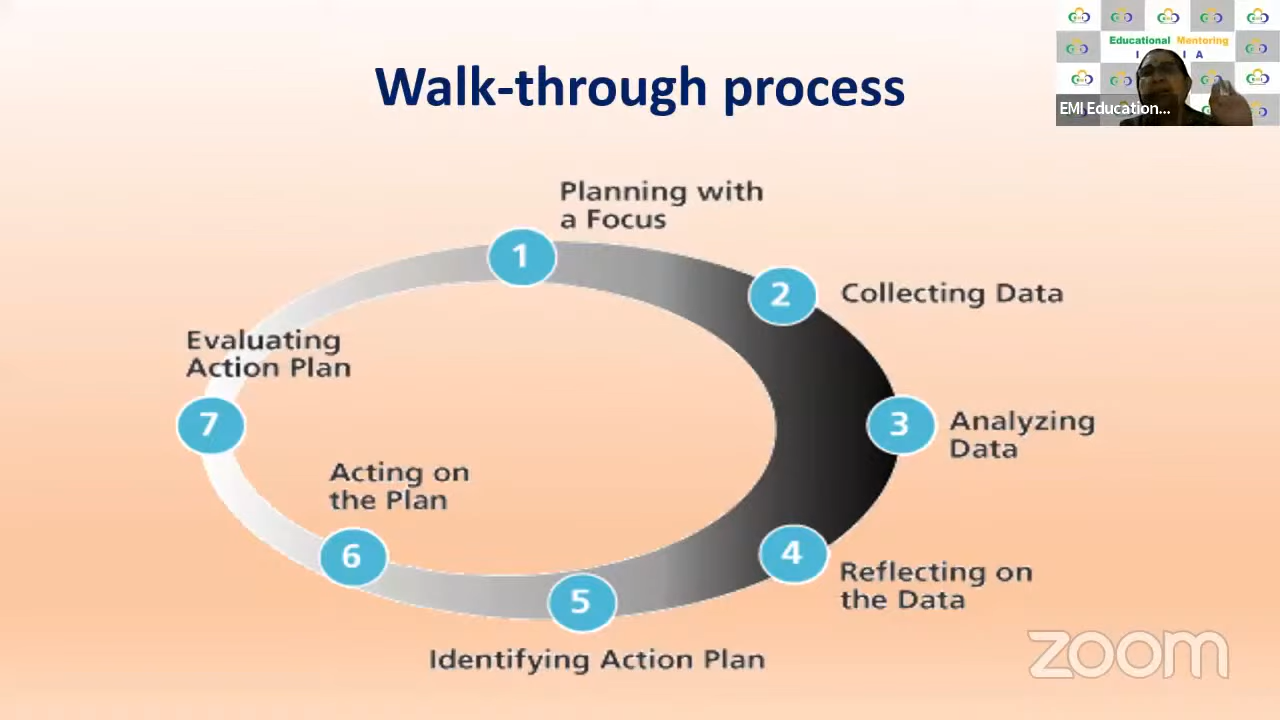 Walk-through process
Educational Mentoring
I IA
EMI Education...
1
Planning with
a Focus
2
Collecting Data
3
Analyzing
Data
4
Reflecting on
the Data
5
Identifying Action Plan
6
Acting on
the Plan
7
Evaluating
Action Plan
zoom